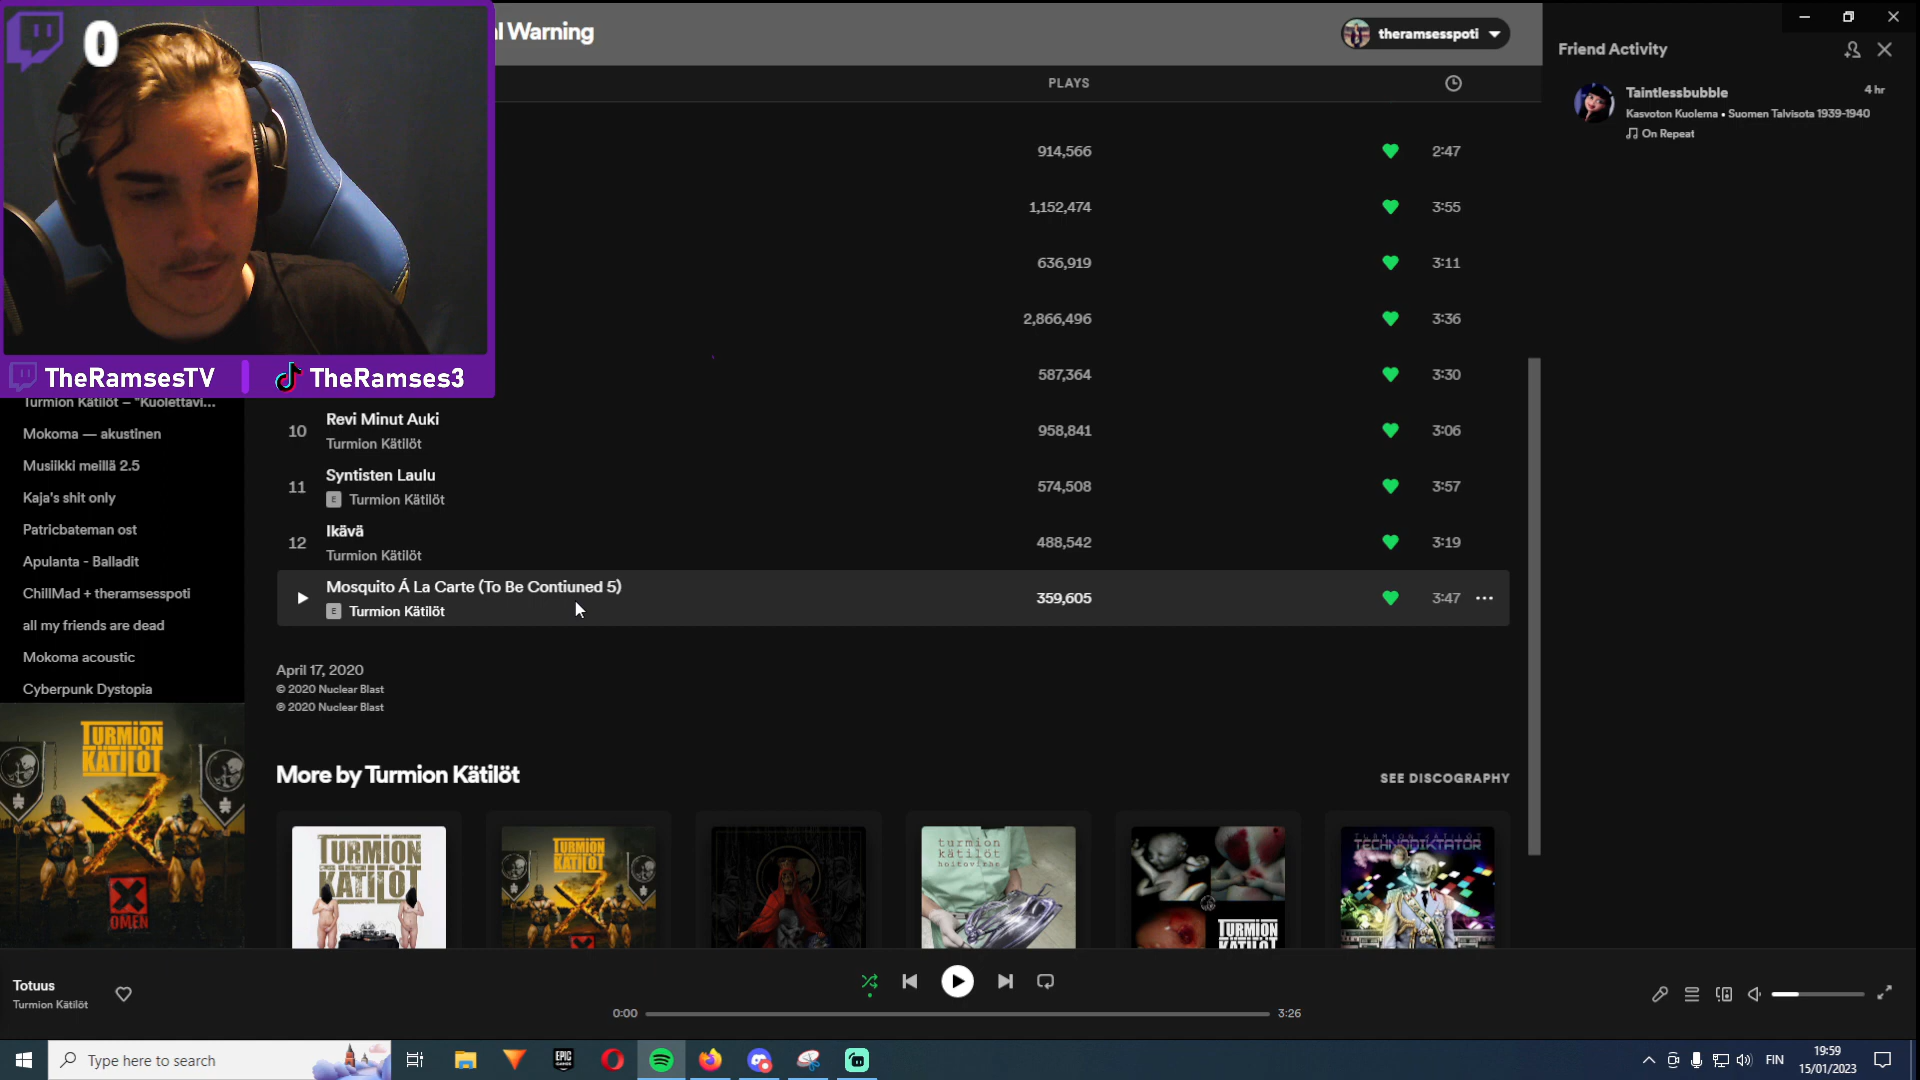 0
l Warning
theramsesspoti
PLAYS
914,566 2:47
1,152,474 3:55
636,919 3:11
2,866,496 3:36
587,364 3:30
TheRamsesTV
TheRamses3
Turmion Kätilöt – "Kuolettavi...
Mokoma — akustinen
Musiikki meillä 2.5
Kaja's shit only
Patricbateman ost
Apulanta - Balladit
ChillMad + theramsesspoti
all my friends are dead
Mokoma acoustic
Cyberpunk Dystopia
10 Revi Minut Auki 958,841 3:06
Turmion Kätilöt
11 Syntisten Laulu 574,508 3:57
E Turmion Kätilöt
12 Ikävä 488,542 3:19
Turmion Kätilöt
Mosquito Á La Carte (To Be Contiuned 5) 359,605 3:47
E Turmion Kätilöt
April 17, 2020
© 2020 Nuclear Blast
℗ 2020 Nuclear Blast
More by Turmion Kätilöt
SEE DISCOGRAPHY
TURMION KÄTILÖT
OMEN
TURMION KÄTILÖT
TURMION KÄTILÖT
turmion kätilöt
hoitovirhe
TURMION KÄTILÖT
TURMION KÄTILÖT
TECHNODIKTATOR
Friend Activity
Taintlessbubble 4 hr
Kasvoton Kuolema • Suomen Talvisota 1939-1940
On Repeat
Totuus
Turmion Kätilöt
0:00 3:26
Type here to search
EPIC GAMES
FIN
19:59
15/01/2023